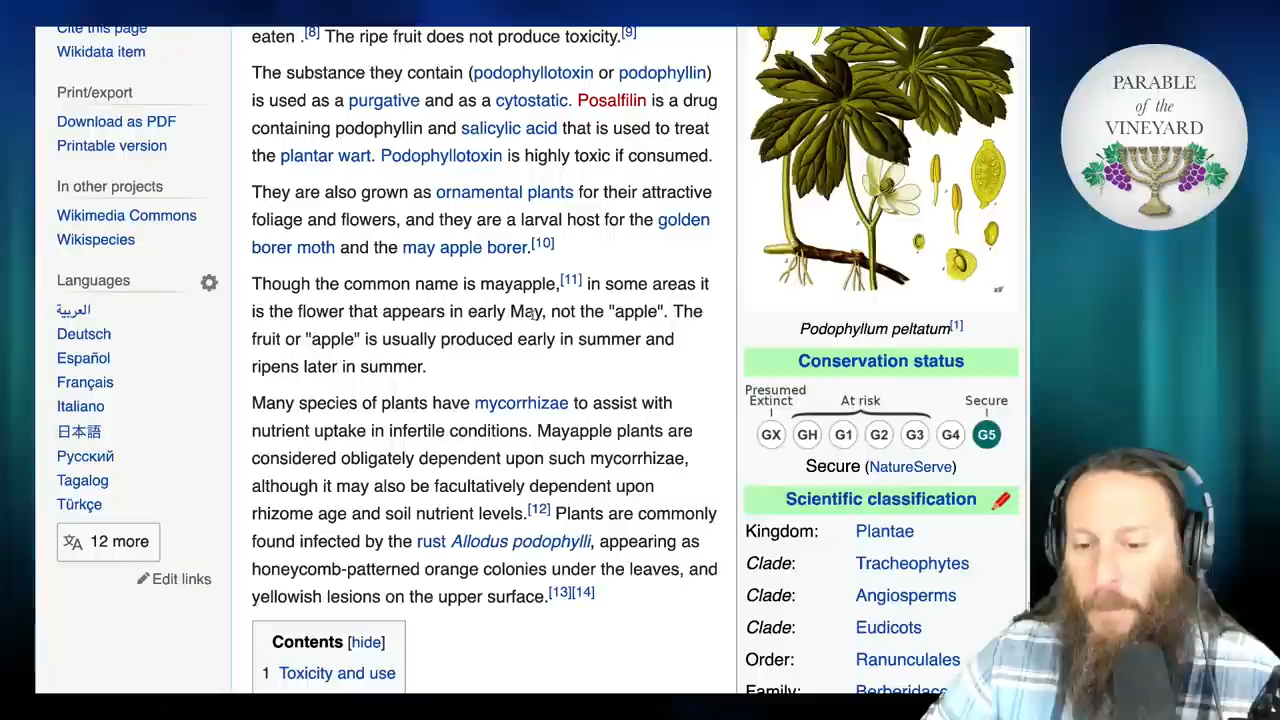 Cite this page
Wikidata item
Print/export
Download as PDF
Printable version
In other projects
Wikimedia Commons
Wikispecies
Languages
العربية
Deutsch
Español
Français
Italiano
日本語
Русский
Tagalog
Türkçe
12 more
Edit links
eaten .[8] The ripe fruit does not produce toxicity.[9]
The substance they contain (podophyllotoxin or podophyllin)
is used as a purgative and as a cytostatic. Posalfilin is a drug
containing podophyllin and salicylic acid that is used to treat
the plantar wart. Podophyllotoxin is highly toxic if consumed.
They are also grown as ornamental plants for their attractive
foliage and flowers, and they are a larval host for the golden
borer moth and the may apple borer.[10]
Though the common name is mayapple,[11] in some areas it
is the flower that appears in early May, not the "apple". The
fruit or "apple" is usually produced early in summer and
ripens later in summer.
Many species of plants have mycorrhizae to assist with
nutrient uptake in infertile conditions. Mayapple plants are
considered obligately dependent upon such mycorrhizae,
although it may also be facultatively dependent upon
rhizome age and soil nutrient levels.[12] Plants are commonly
found infected by the rust Allodus podophylli, appearing as
honeycomb-patterned orange colonies under the leaves, and
yellowish lesions on the upper surface.[13][14]
Contents [hide]
1 Toxicity and use
Podophyllum peltatum[1]
Conservation status
Presumed
Extinct
At risk
Secure
GX GH G1 G2 G3 G4 G5
Secure (NatureServe)
Scientific classification
Kingdom: Plantae
Clade: Tracheophytes
Clade: Angiosperms
Clade: Eudicots
Order: Ranunculales
Family:
PARABLE
of the
VINEYARD